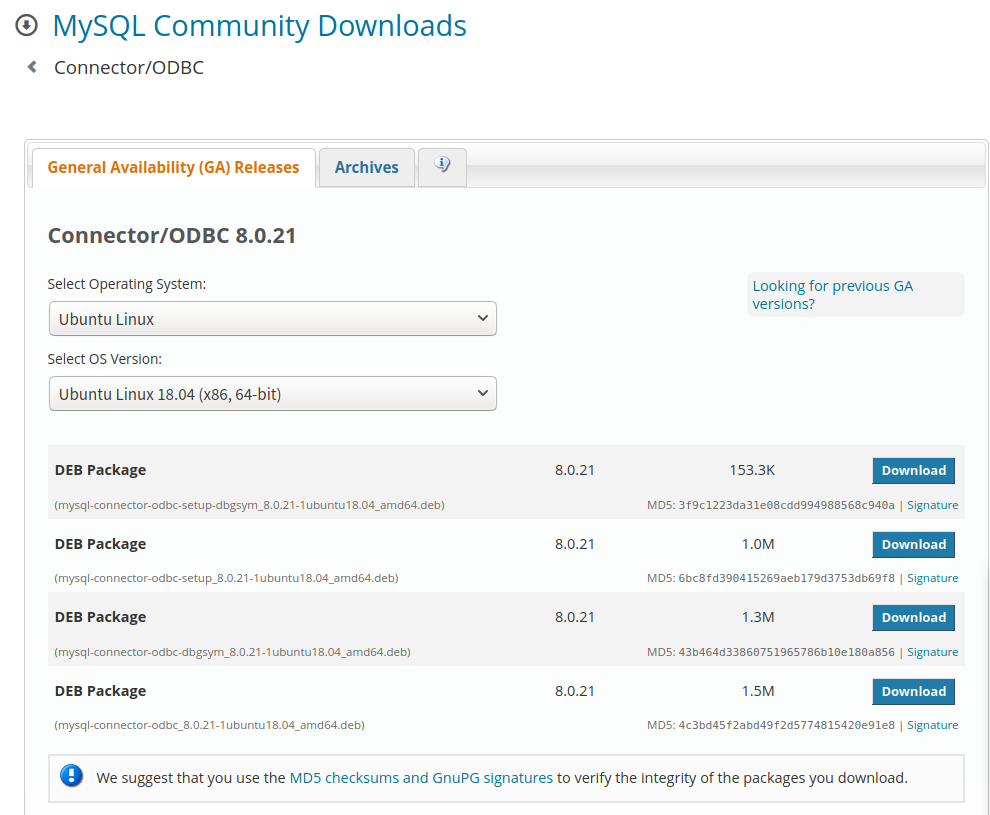 MySQL Community Downloads
Connector/ODBC
General Availability (GA) Releases
Archives
Connector/ODBC 8.0.21
Select Operating System:
Looking for previous GA
versions?
Ubuntu Linux
Select OS Version:
Ubuntu Linux 18.04 (x86, 64-bit)
DEB Package 8.0.21 153.3K Download
(mysql-connector-odbc-setup-dbgsym_8.0.21-1ubuntu18.04_amd64.deb) MD5: 3f9c1223da31e08cdd994988568c940a | Signature
DEB Package 8.0.21 1.0M Download
(mysql-connector-odbc-setup_8.0.21-1ubuntu18.04_amd64.deb) MD5: 6bc8fd390415269aeb179d3753db69f8 | Signature
DEB Package 8.0.21 1.3M Download
(mysql-connector-odbc-dbgsym_8.0.21-1ubuntu18.04_amd64.deb) MD5: 43b464d33860751965786b10e180a856 | Signature
DEB Package 8.0.21 1.5M Download
(mysql-connector-odbc_8.0.21-1ubuntu18.04_amd64.deb) MD5: 4c3bd45f2abd49f2d5774815420e91e8 | Signature
We suggest that you use the MD5 checksums and GnuPG signatures to verify the integrity of the packages you download.